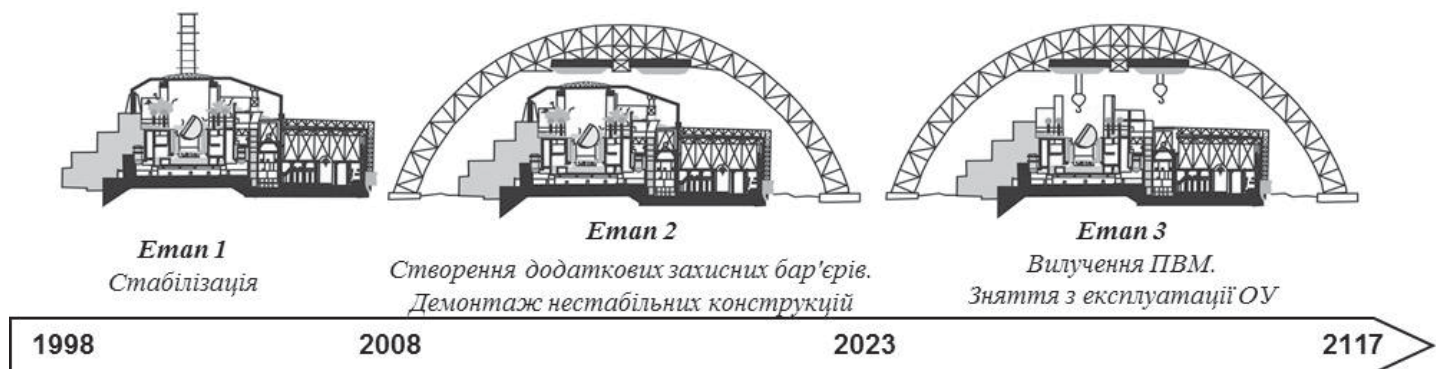 Етап 1
Стабілізація
Етап 2
Створення додаткових захисних бар'єрів.
Демонтаж нестабільних конструкцій
Етап 3
Вилучення ПВМ.
Зняття з експлуатації ОУ
1998 2008 2023 2117